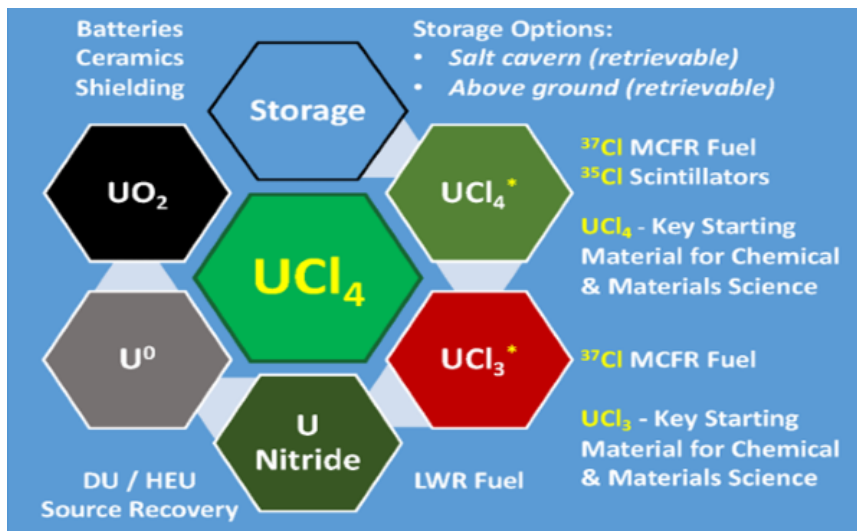 Batteries
Ceramics
Shielding
Storage Options:
• Salt cavern (retrievable)
• Above ground (retrievable)
Storage
UO₂
UCl₄*
³⁷Cl MCFR Fuel
³⁵Cl Scintillators
UCl₄ - Key Starting
Material for Chemical
& Materials Science
UCl₄
U⁰
UCl₃*
³⁷Cl MCFR Fuel
U
Nitride
UCl₃ - Key Starting
Material for Chemical
& Materials Science
DU / HEU
Source Recovery
LWR Fuel